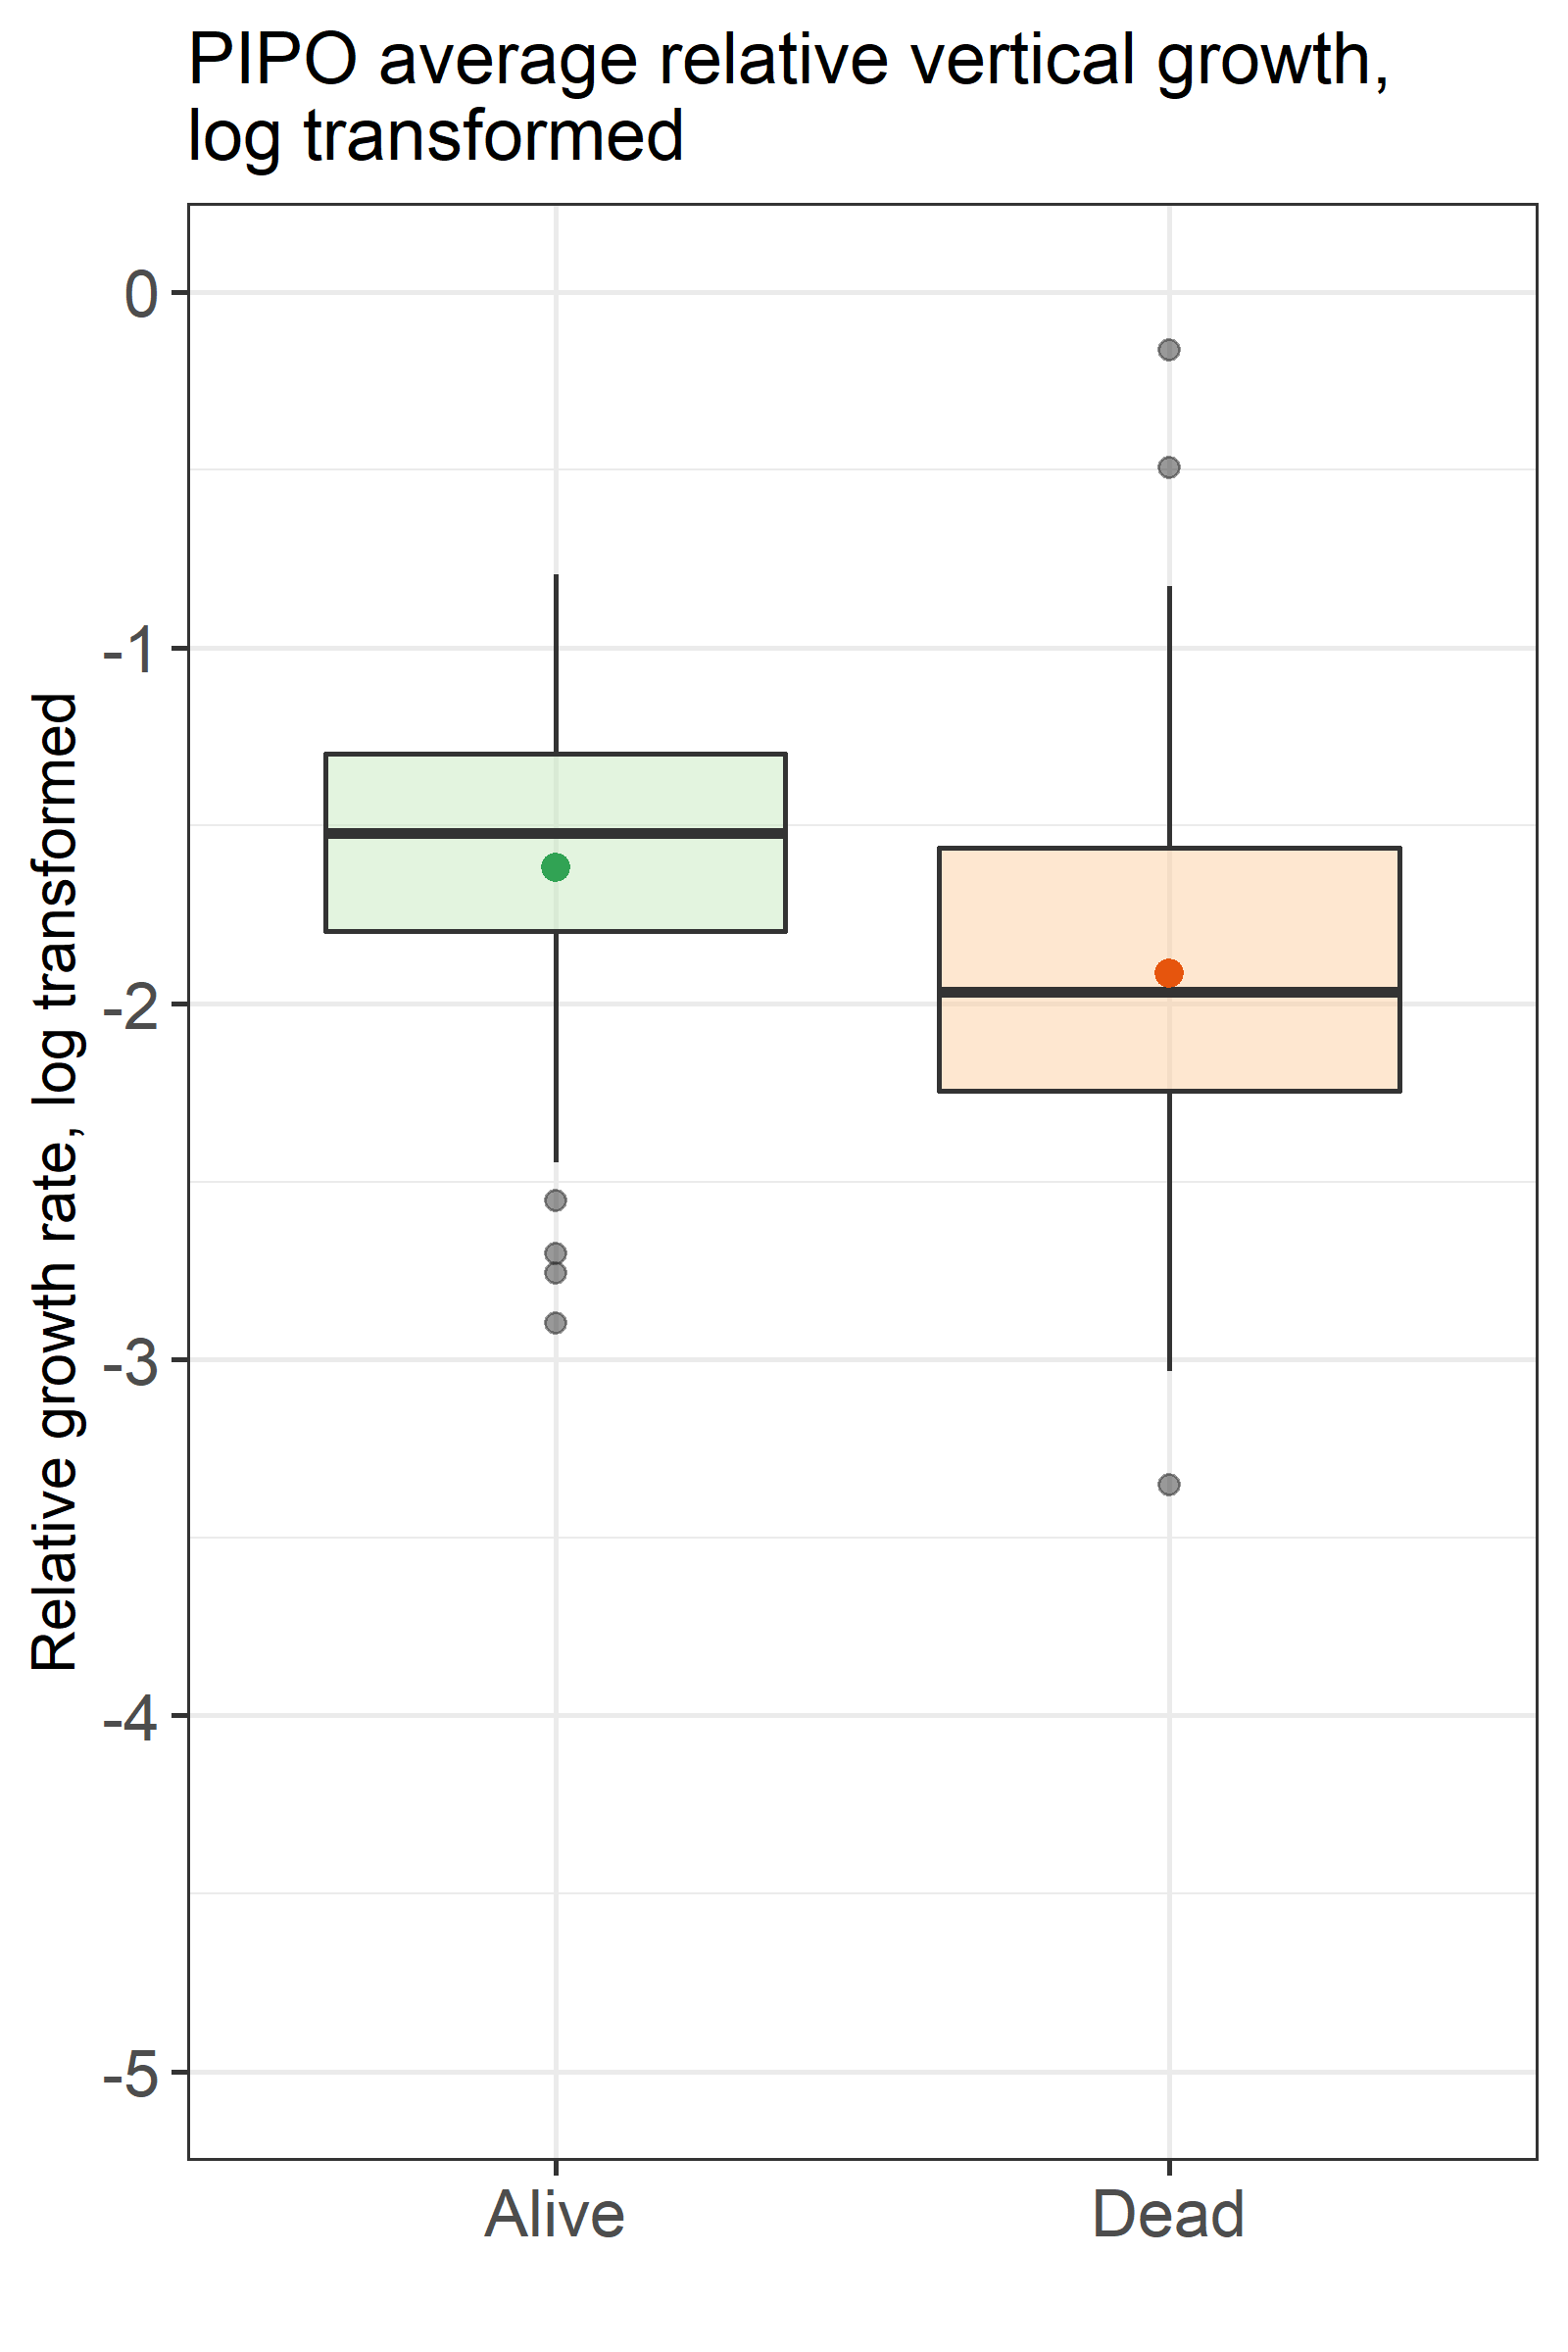 PIPO average relative vertical growth,
log transformed
Relative growth rate, log transformed
0
-1
-2
-3
-4
-5
Alive
Dead